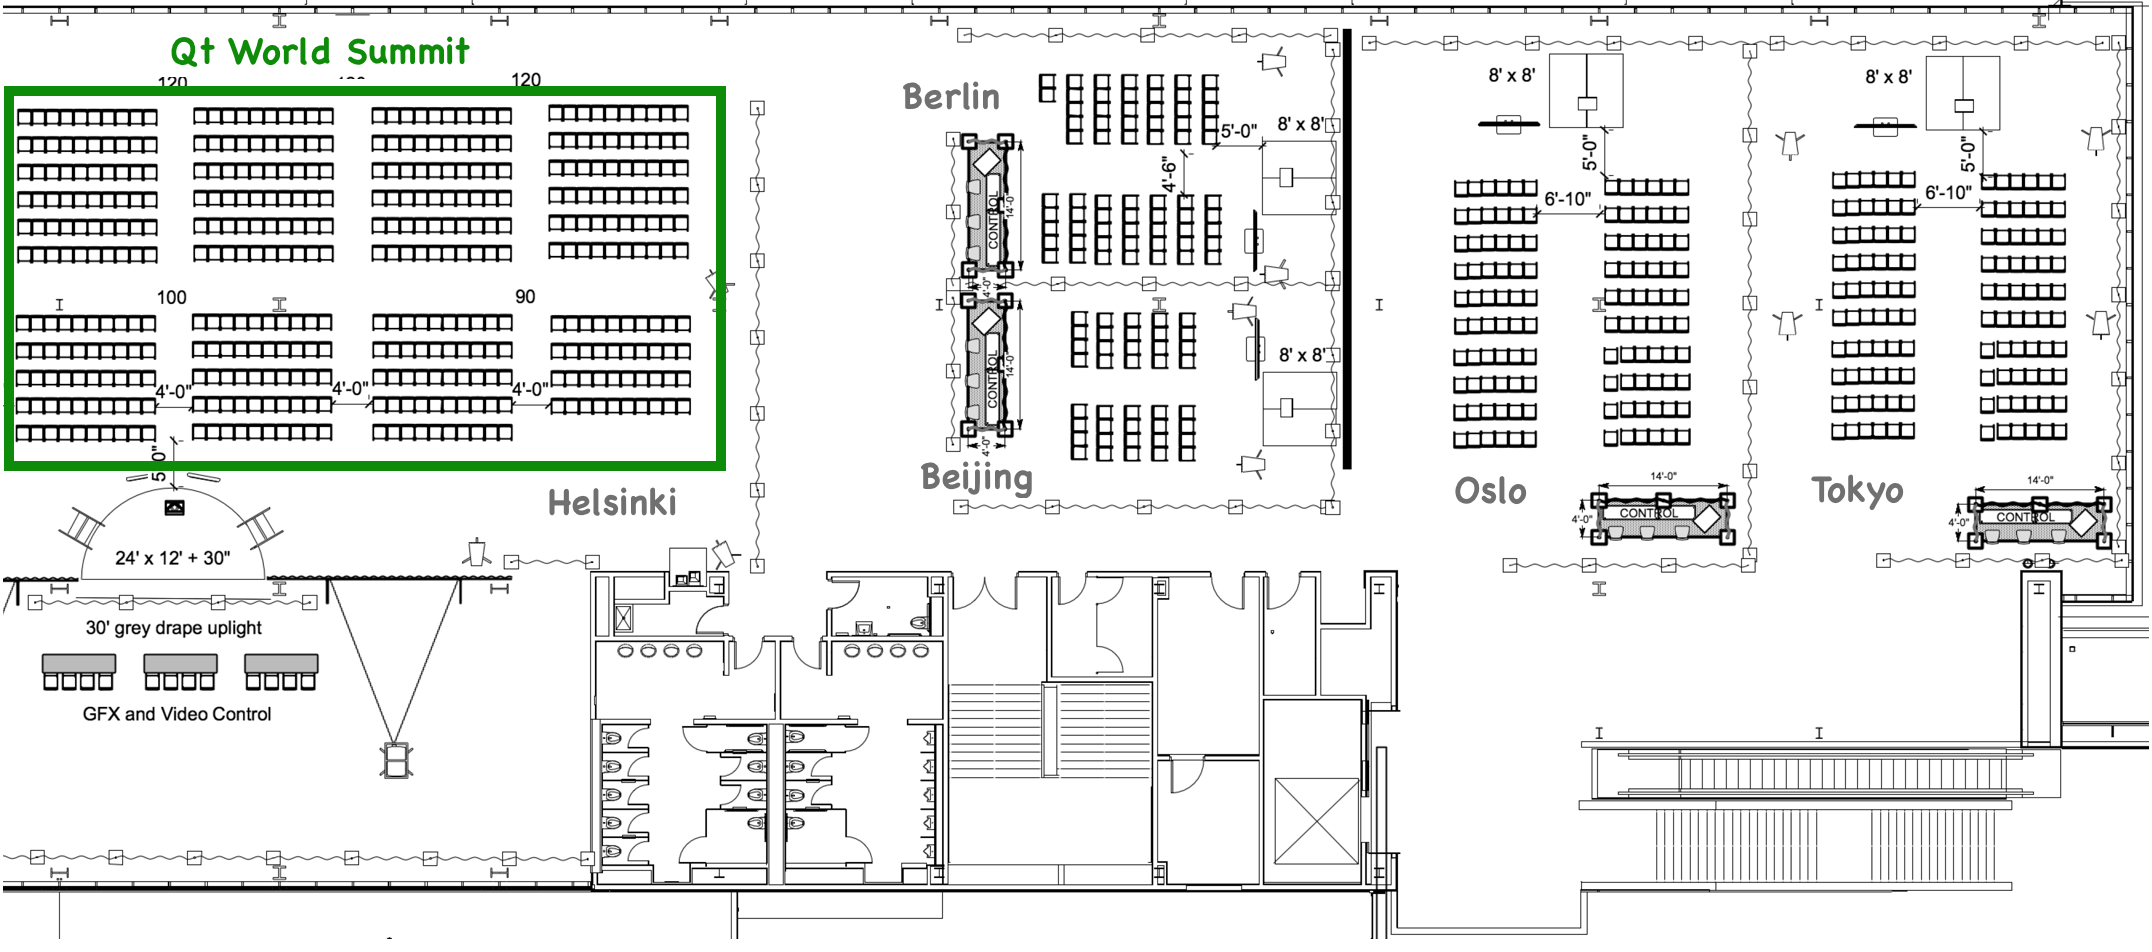 Qt World Summit
120
120
Berlin
8' x 8'
8' x 8'
5'-0"
8' x 8'
4'-6"
5'-0"
5'-0"
6'-10"
6'-10"
CONTROL
14'-0"
4'-0"
100
90
8' x 8'
CONTROL
14'-0"
4'-0"
4'-0"
4'-0"
4'-0"
Helsinki
Beijing
Oslo
Tokyo
14'-0"
CONTROL
4'-0"
14'-0"
CONTROL
4'-0"
24' x 12' + 30"
30' grey drape uplight
GFX and Video Control